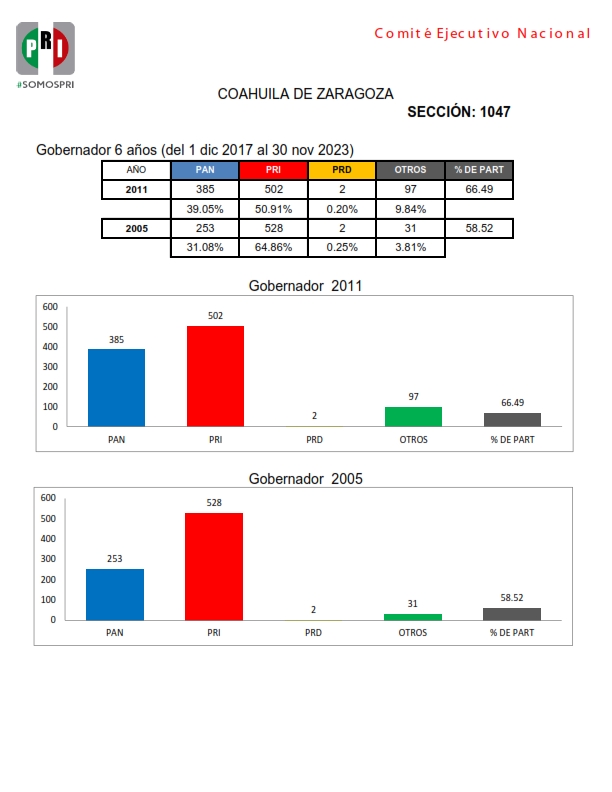 PRI
#SOMOSPRI
Comité Ejecutivo Nacional
COAHUILA DE ZARAGOZA
SECCIÓN: 1047
Gobernador 6 años (del 1 dic 2017 al 30 nov 2023)
AÑO PAN PRI PRD OTROS % DE PART
2011 385 502 2 97 66.49
39.05% 50.91% 0.20% 9.84%
2005 253 528 2 31 58.52
31.08% 64.86% 0.25% 3.81%
Gobernador 2011
600
500
400
300
200
100
0
385
502
2
97
66.49
PAN PRI PRD OTROS % DE PART
Gobernador 2005
600
500
400
300
200
100
0
253
528
2
31
58.52
PAN PRI PRD OTROS % DE PART